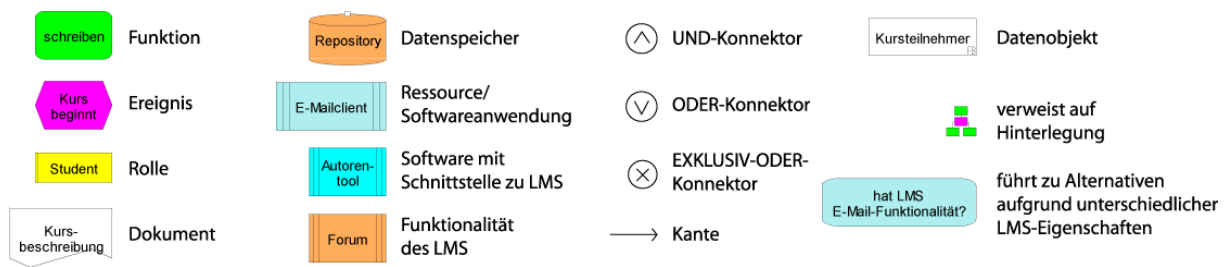 schreiben
Funktion
Kurs
beginnt
Ereignis
Student
Rolle
Kurs-
beschreibung
Dokument
Repository
Datenspeicher
E-Mailclient
Ressource/
Softwareanwendung
Autoren-
tool
Software mit
Schnittstelle zu LMS
Forum
Funktionalität
des LMS
UND-Konnektor
ODER-Konnektor
EXKLUSIV-ODER-
Konnektor
Kante
Kursteilnehmer
Datenobjekt
verweist auf
Hinterlegung
hat LMS
E-Mail-Funktionalität?
führt zu Alternativen
aufgrund unterschiedlicher
LMS-Eigenschaften